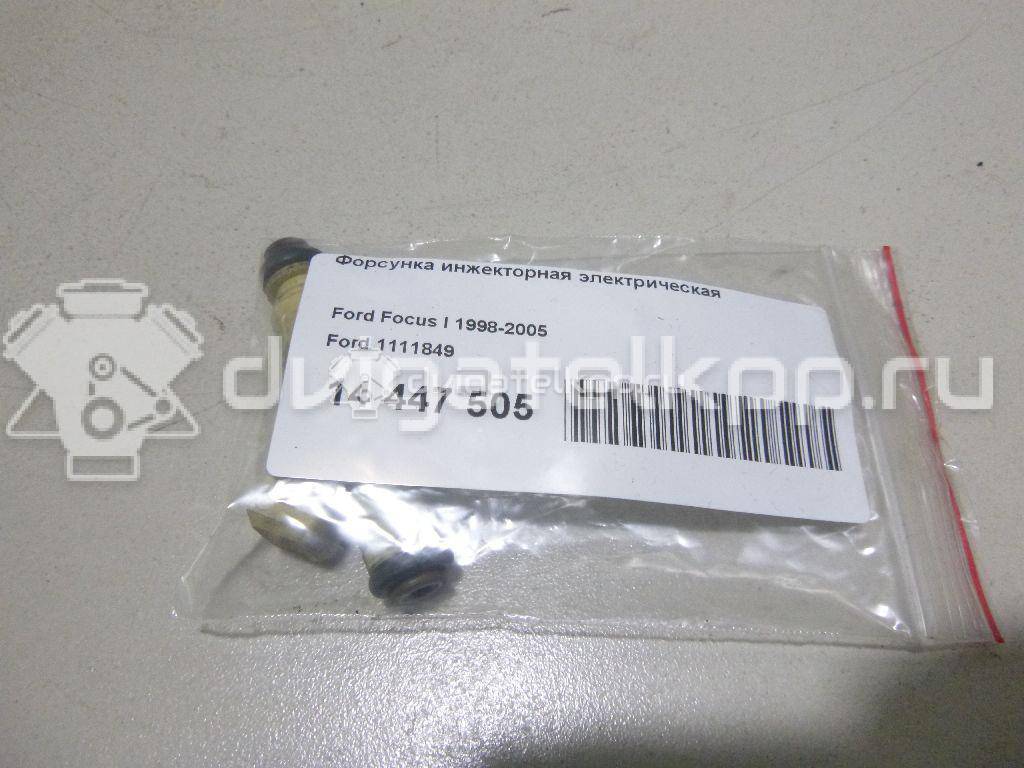 Форсунка инжекторная электрическая
Ford Focus I 1998-2005
Ford 1111849
14 447 505
dvigatelkop.ru